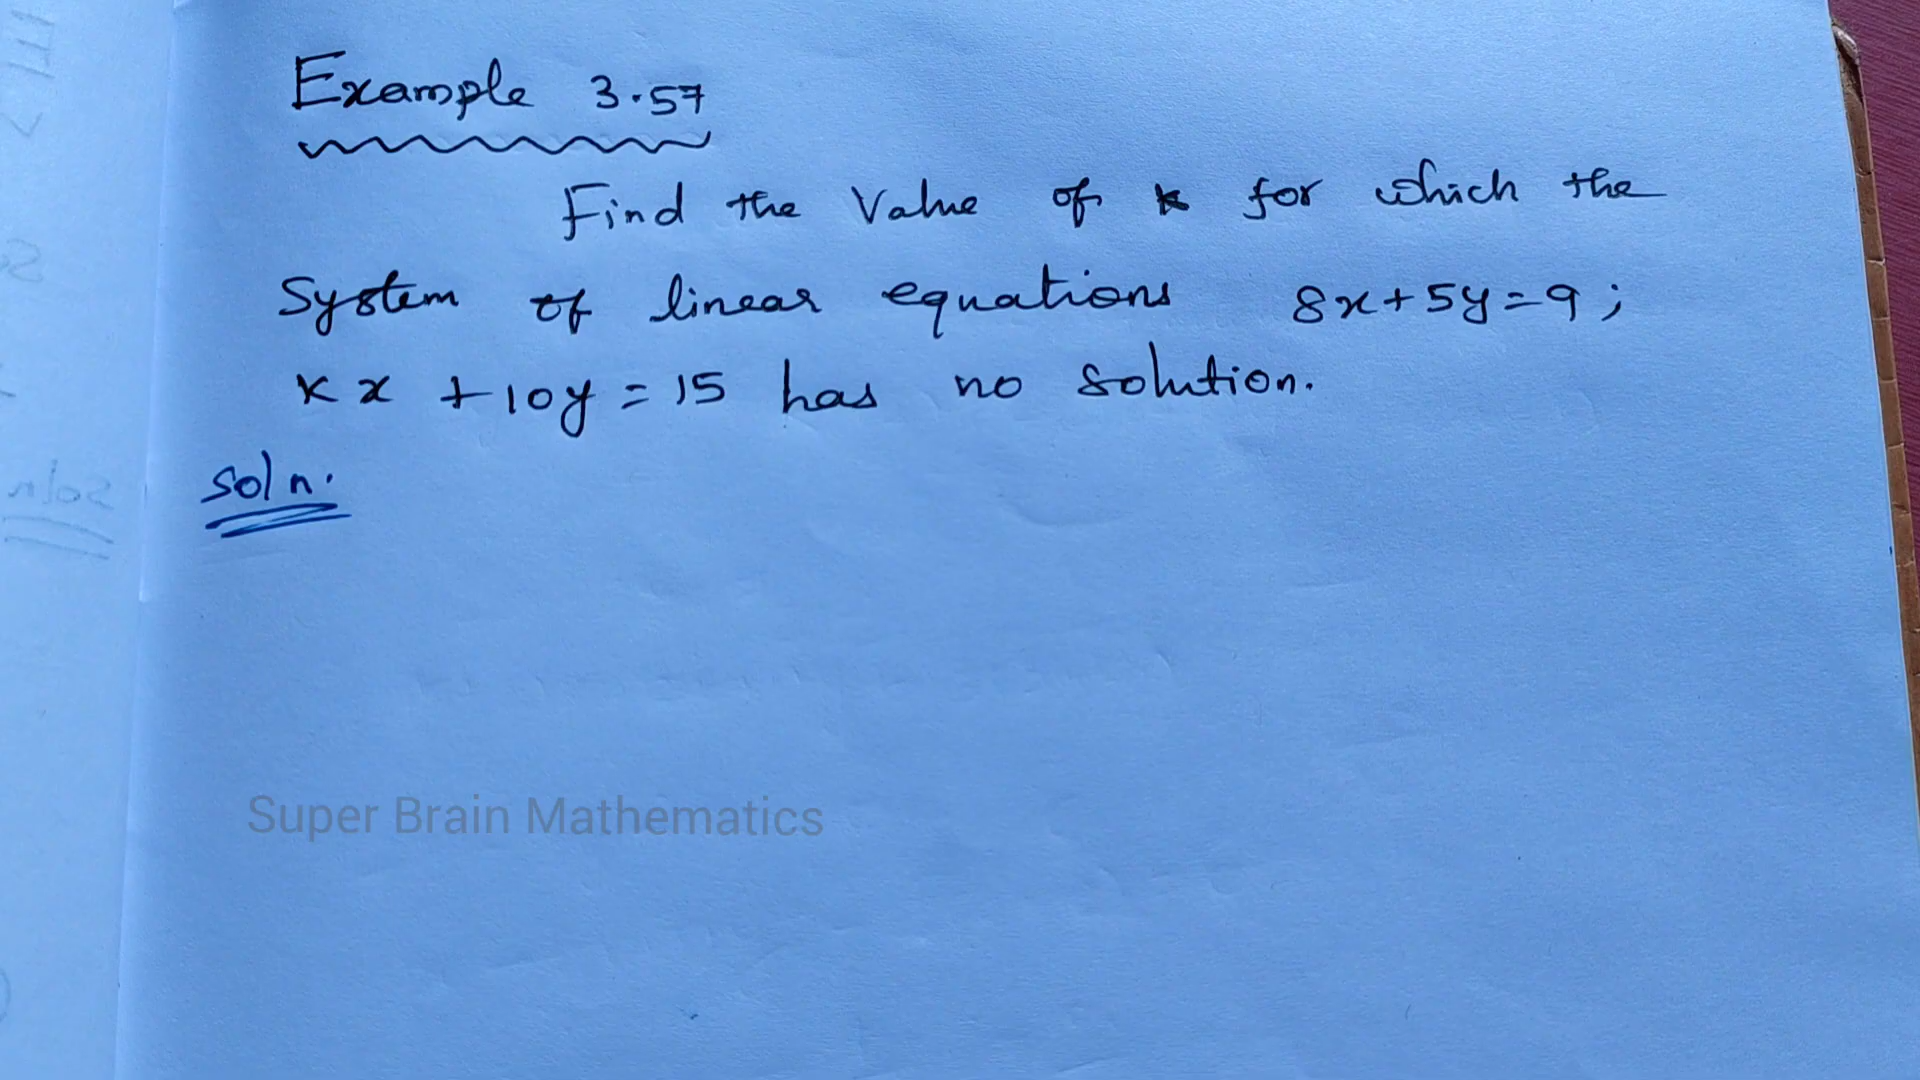 Example 3.57
Find the Value of k for which the
System of linear equations 8x+5y=9;
kx +10y=15 has no solution.
Soln.
Super Brain Mathematics